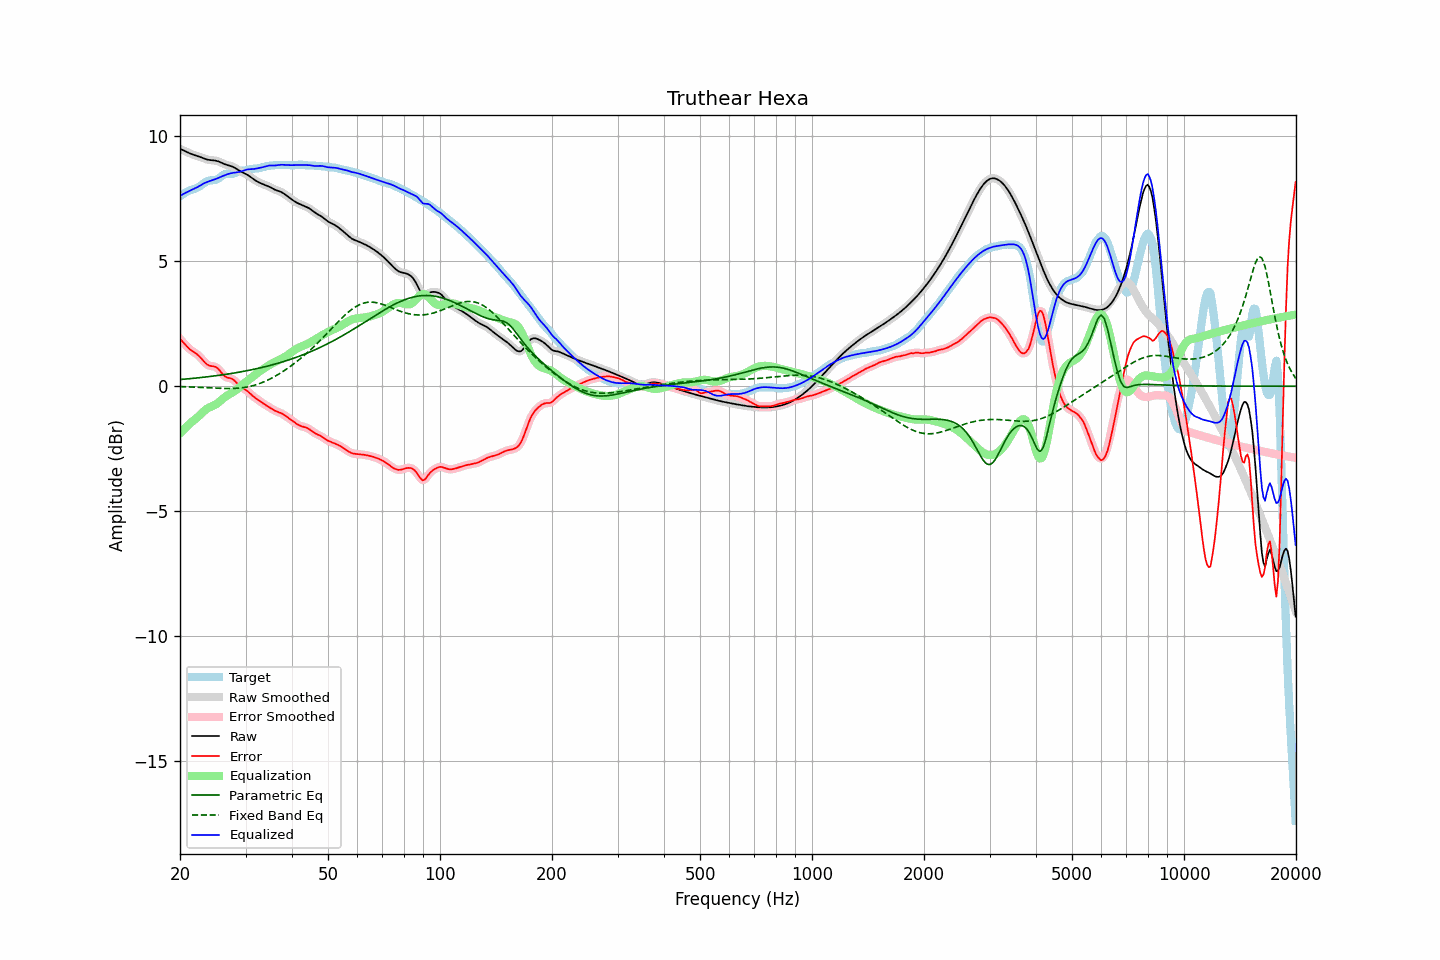 Truthear Hexa
10
5
0
−5
−10
−15
Amplitude (dBr)
Target
Raw Smoothed
Error Smoothed
Raw
Error
Equalization
Parametric Eq
Fixed Band Eq
Equalized
20 50 100 200 500 1000 2000 5000 10000 20000
Frequency (Hz)